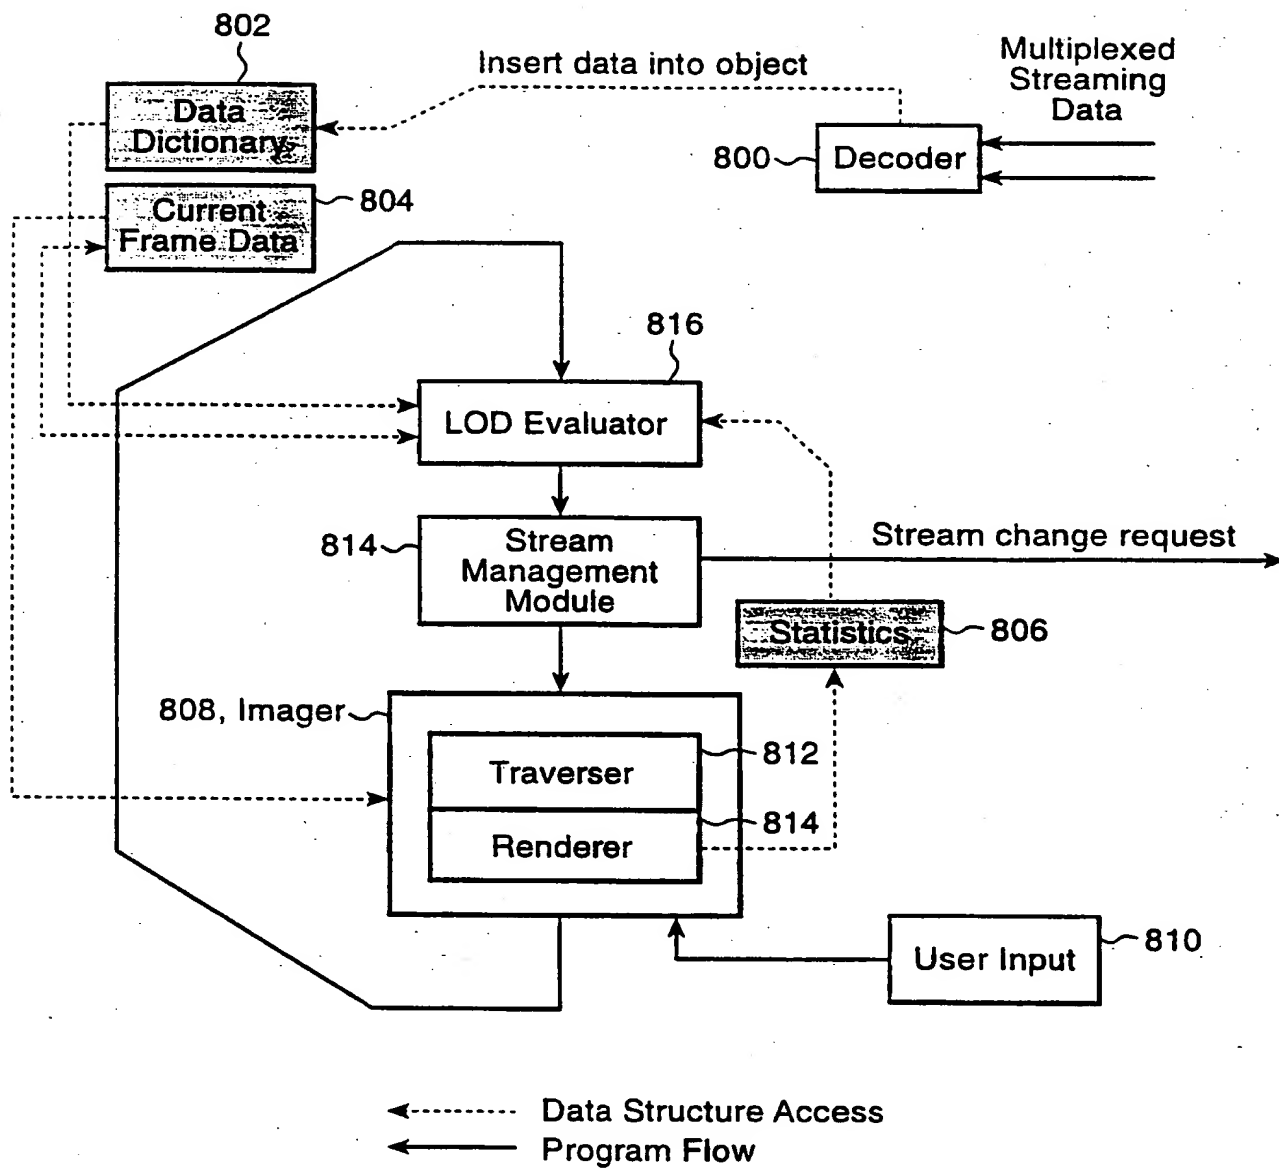 802
Insert data into object
Multiplexed
Streaming
Data
Data
Dictionary
800
Decoder
Current
Frame Data
804
816
LOD Evaluator
814
Stream
Management
Module
Stream change request
Statistics
806
808, Imager
Traverser
812
Renderer
814
User Input
810
Data Structure Access
Program Flow